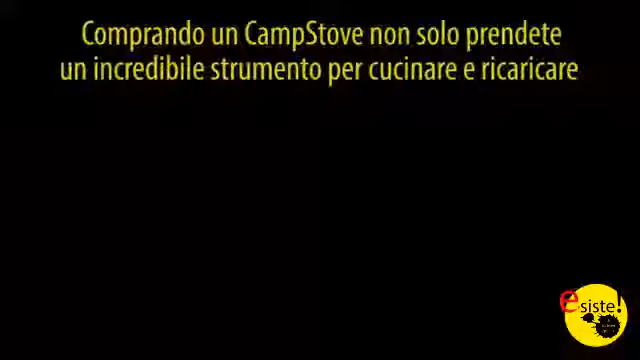 Comprando un CampStove non solo prendete
un incredibile strumento per cucinare e ricaricare
esiste!